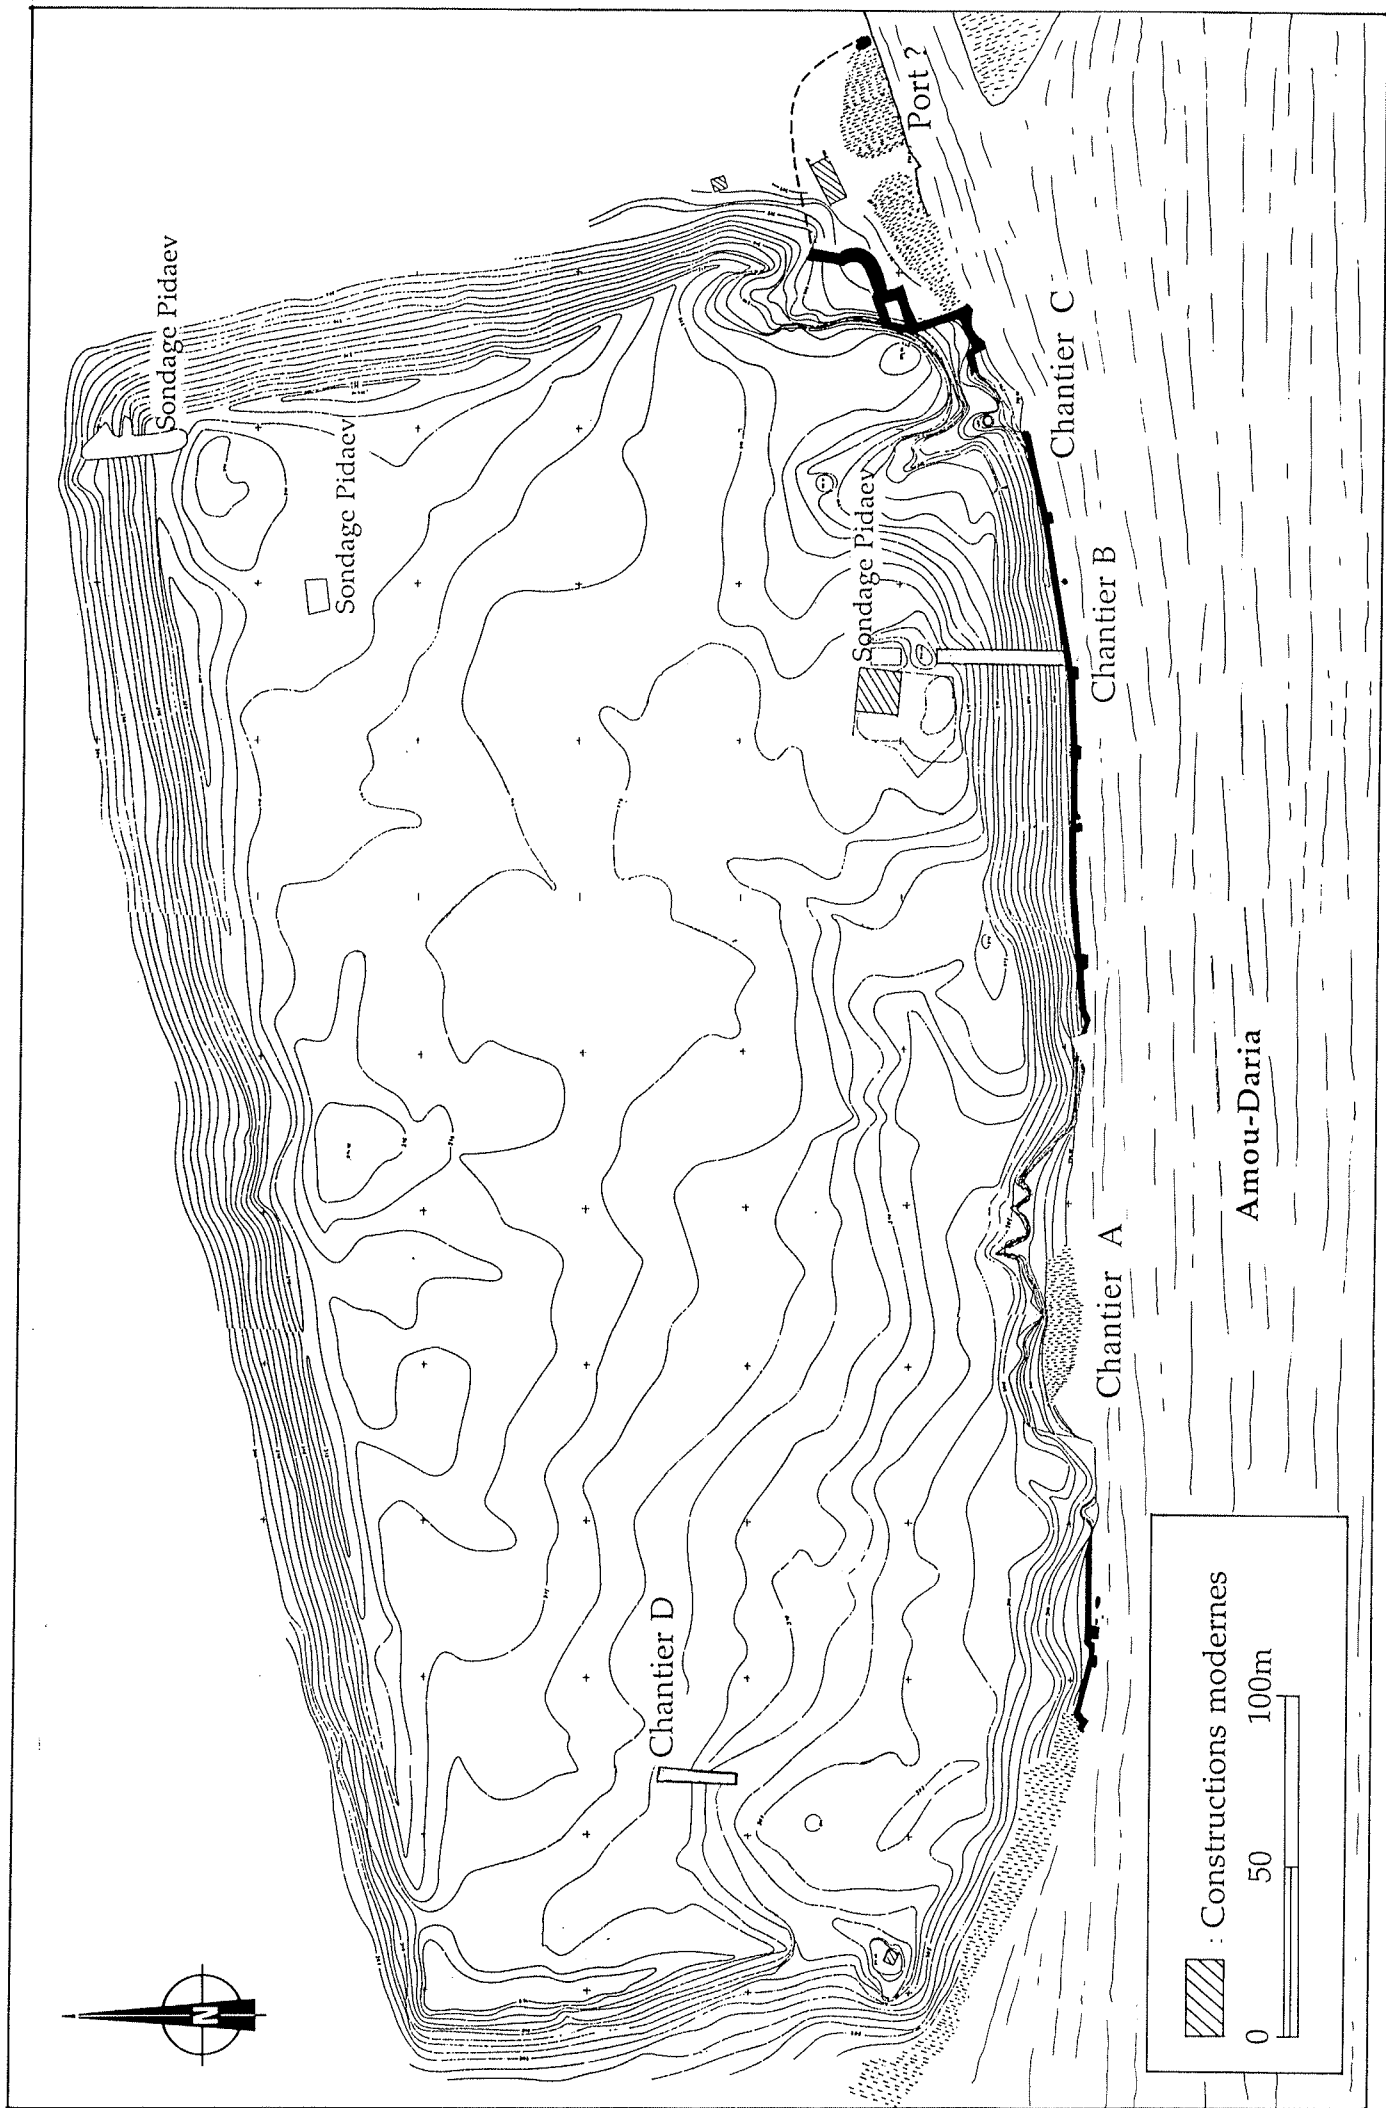 Sondage Pidaev
Sondage Pidaev
Sondage Pidaev
Port ?
Chantier C
Chantier B
Chantier A
Chantier D
Amou-Daria
N
: Constructions modernes
0 50 100m